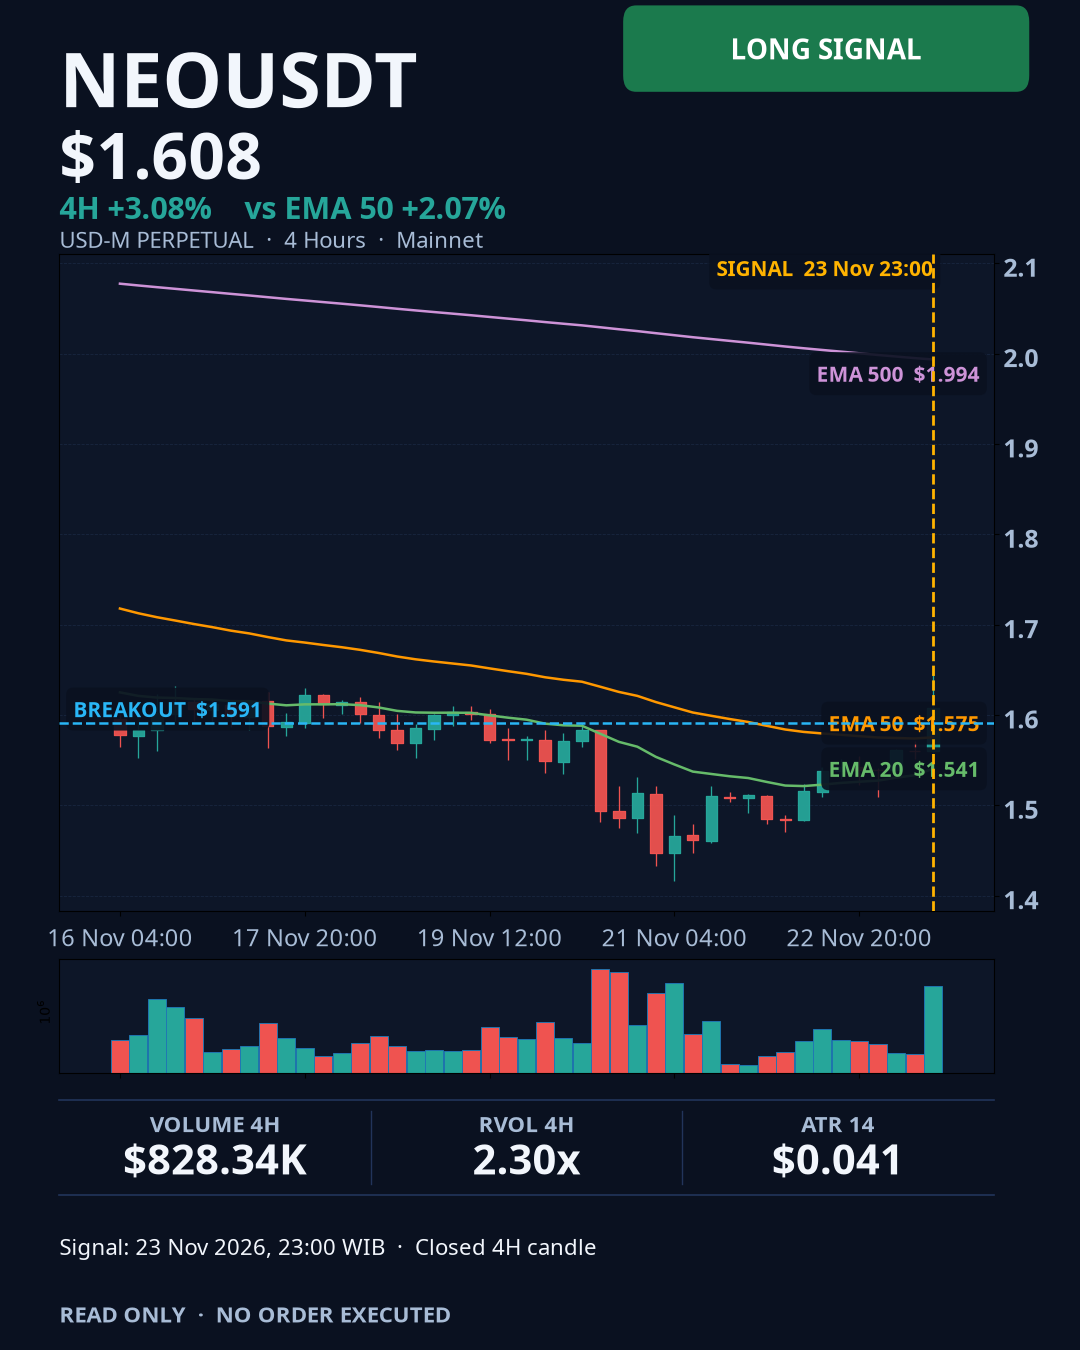 LONG SIGNAL
NEOUSDT
$1.608
4H +3.08% vs EMA 50 +2.07%
USD-M PERPETUAL · 4 Hours · Mainnet
SIGNAL 23 Nov 23:00
2.1
2.0
EMA 500 $1.994
1.9
1.8
1.7
BREAKOUT $1.591
1.6
EMA 50 $1.575
EMA 20 $1.541
1.5
1.4
16 Nov 04:00 17 Nov 20:00 19 Nov 12:00 21 Nov 04:00 22 Nov 20:00
10⁶
VOLUME 4H RVOL 4H ATR 14
$828.34K 2.30x $0.041
Signal: 23 Nov 2026, 23:00 WIB · Closed 4H candle
READ ONLY · NO ORDER EXECUTED